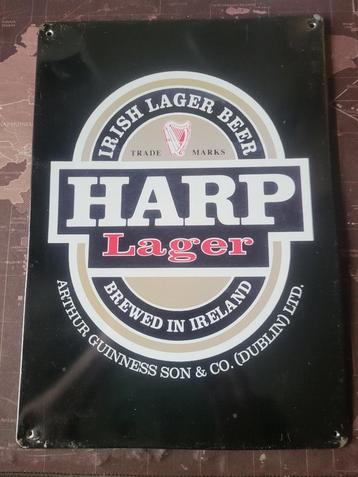 IRISH LAGER BEER
TRADE MARKS
HARP
Lager
BREWED IN IRELAND
ARTHUR GUINNESS SON & CO. (DUBLIN) LTD.